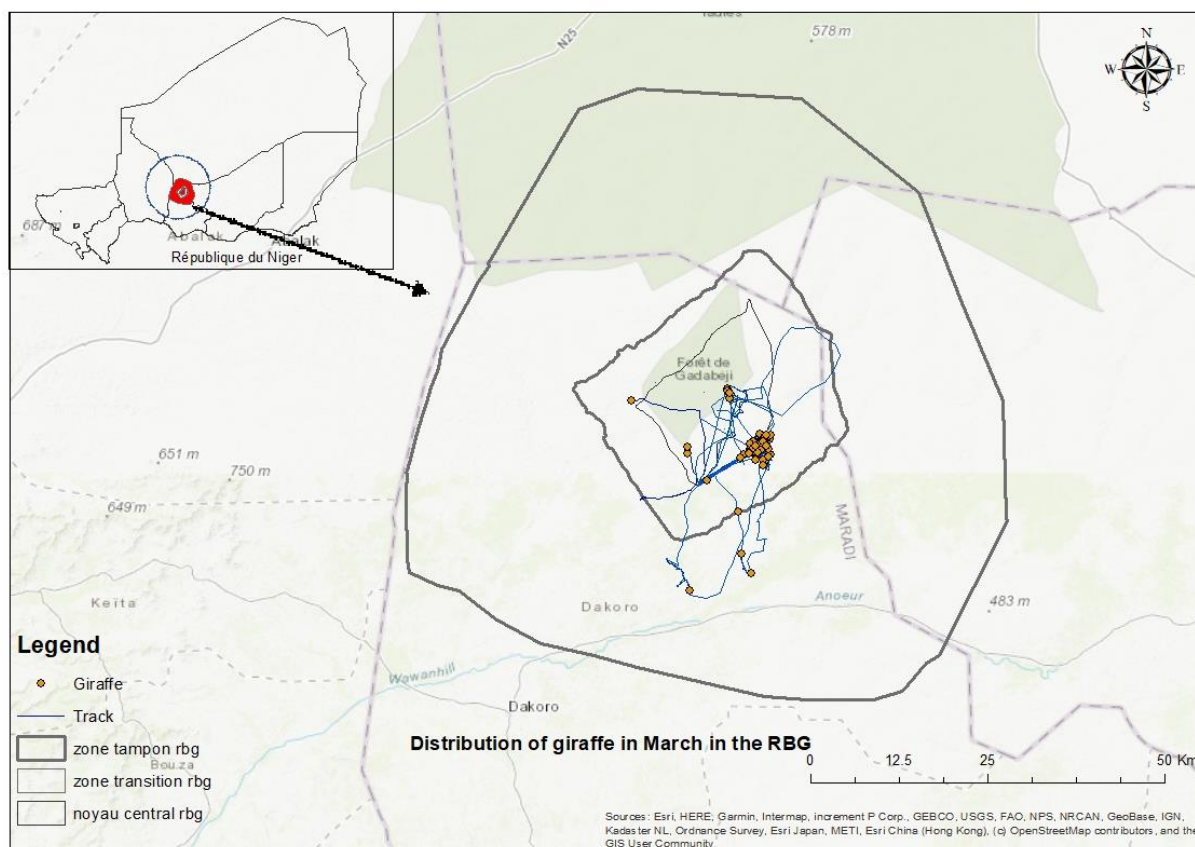 578 m
N25
N
W
E
S
687 m
Abalak
République du Niger
Forêt de
Gadabéji
651 m
750 m
649 m
MARADI
Keïta
Dakoro
Anoeur
483 m
Wawanhill
Dakoro
Bouza
Legend
Giraffe
Track
zone tampon rbg
zone transition rbg
noyau central rbg
Distribution of giraffe in March in the RBG
0 12.5 25 50 Km
Sources: Esri, HERE, Garmin, Intermap, increment P Corp., GEBCO, USGS, FAO, NPS, NRCAN, GeoBase, IGN,
Kadaster NL, Ordnance Survey, Esri Japan, METI, Esri China (Hong Kong), (c) OpenStreetMap contributors, and the
GIS User Community